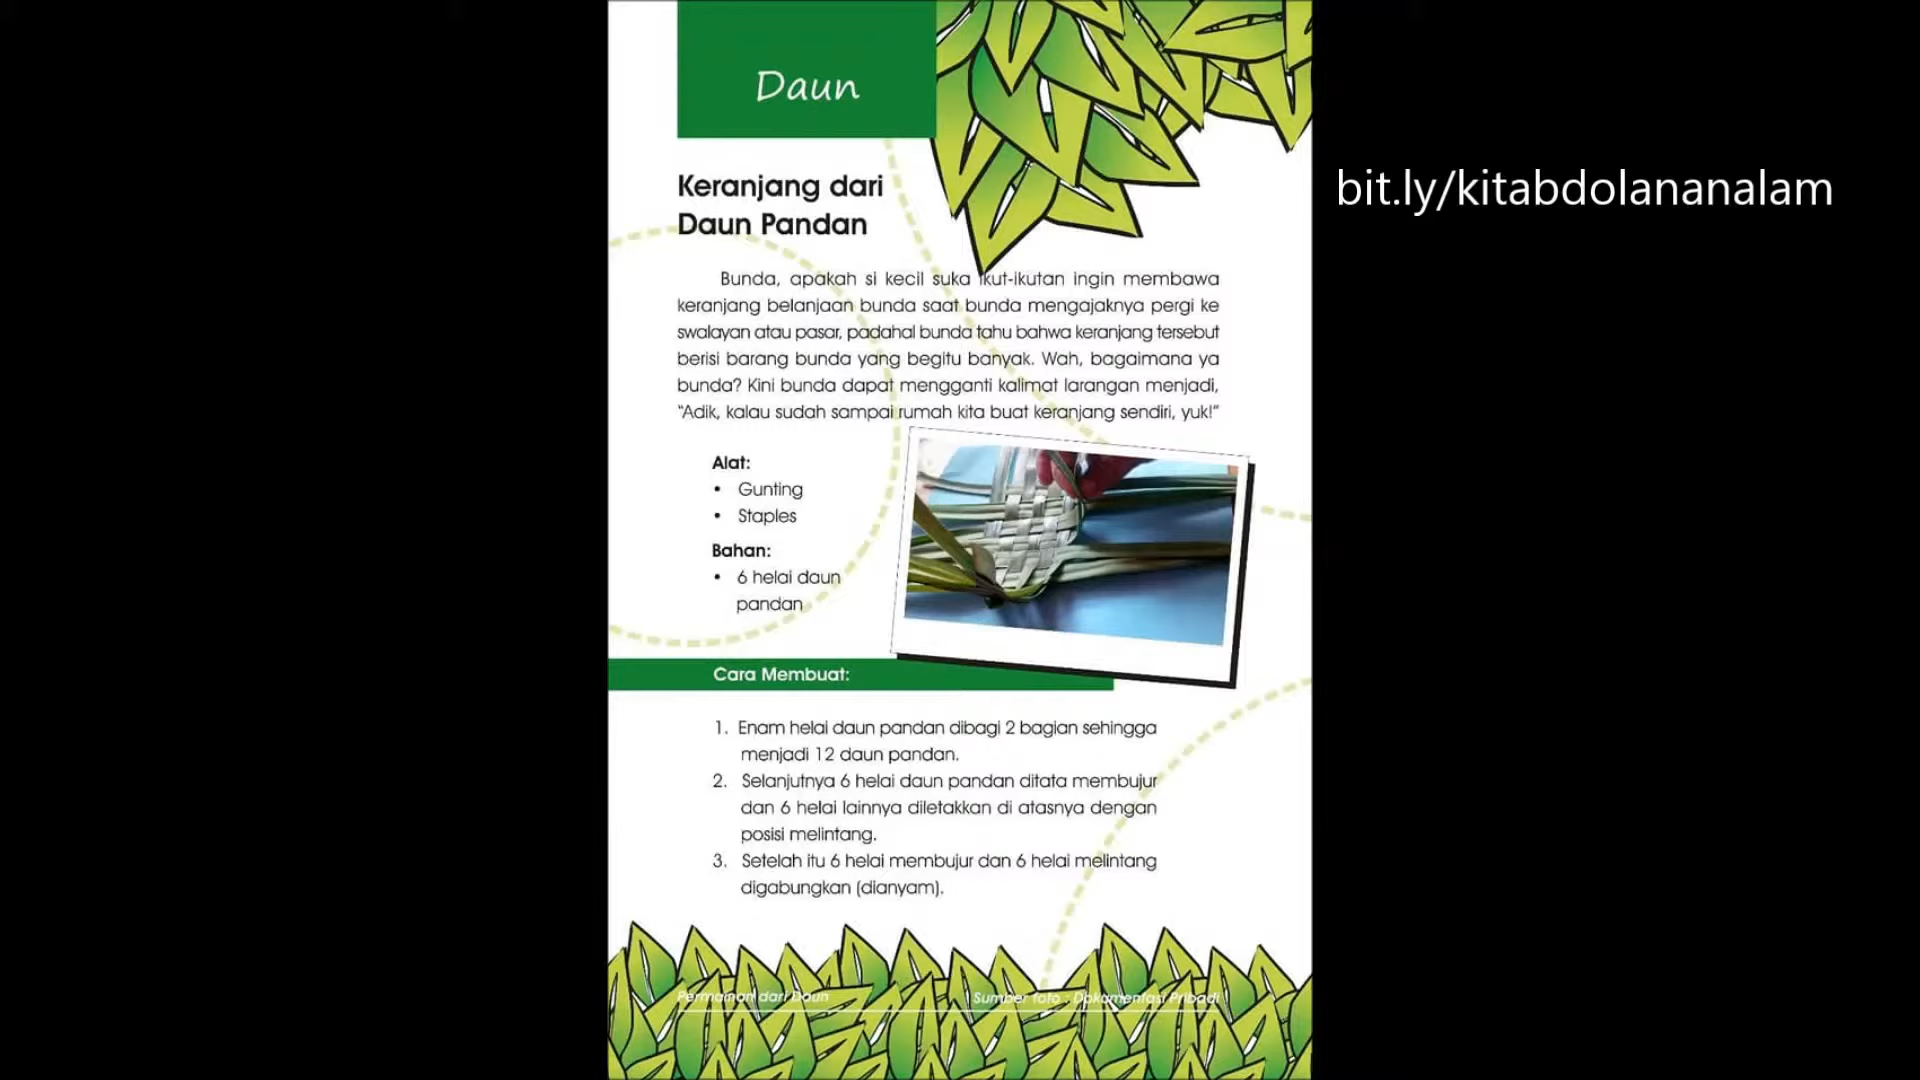 Daun
bit.ly/kitabdolananalam
Keranjang dari
Daun Pandan
Bunda, apakah si kecil suka ikut-ikutan ingin membawa
keranjang belanjaan bunda saat bunda mengajaknya pergi ke
swalayan atau pasar, padahal bunda tahu bahwa keranjang tersebut
berisi barang bunda yang begitu banyak. Wah, bagaimana ya
bunda? Kini bunda dapat mengganti kalimat larangan menjadi,
“Adik, kalau sudah sampai rumah kita buat keranjang sendiri, yuk!”
Alat:
• Gunting
• Staples
Bahan:
• 6 helai daun
pandan
Cara Membuat:
1. Enam helai daun pandan dibagi 2 bagian sehingga
menjadi 12 daun pandan.
2. Selanjutnya 6 helai daun pandan ditata membujur
dan 6 helai lainnya diletakkan di atasnya dengan
posisi melintang.
3. Setelah itu 6 helai membujur dan 6 helai melintang
digabungkan (dianyam).
Permainan dari Daun
Sumber foto : Dokumentasi Pribadi